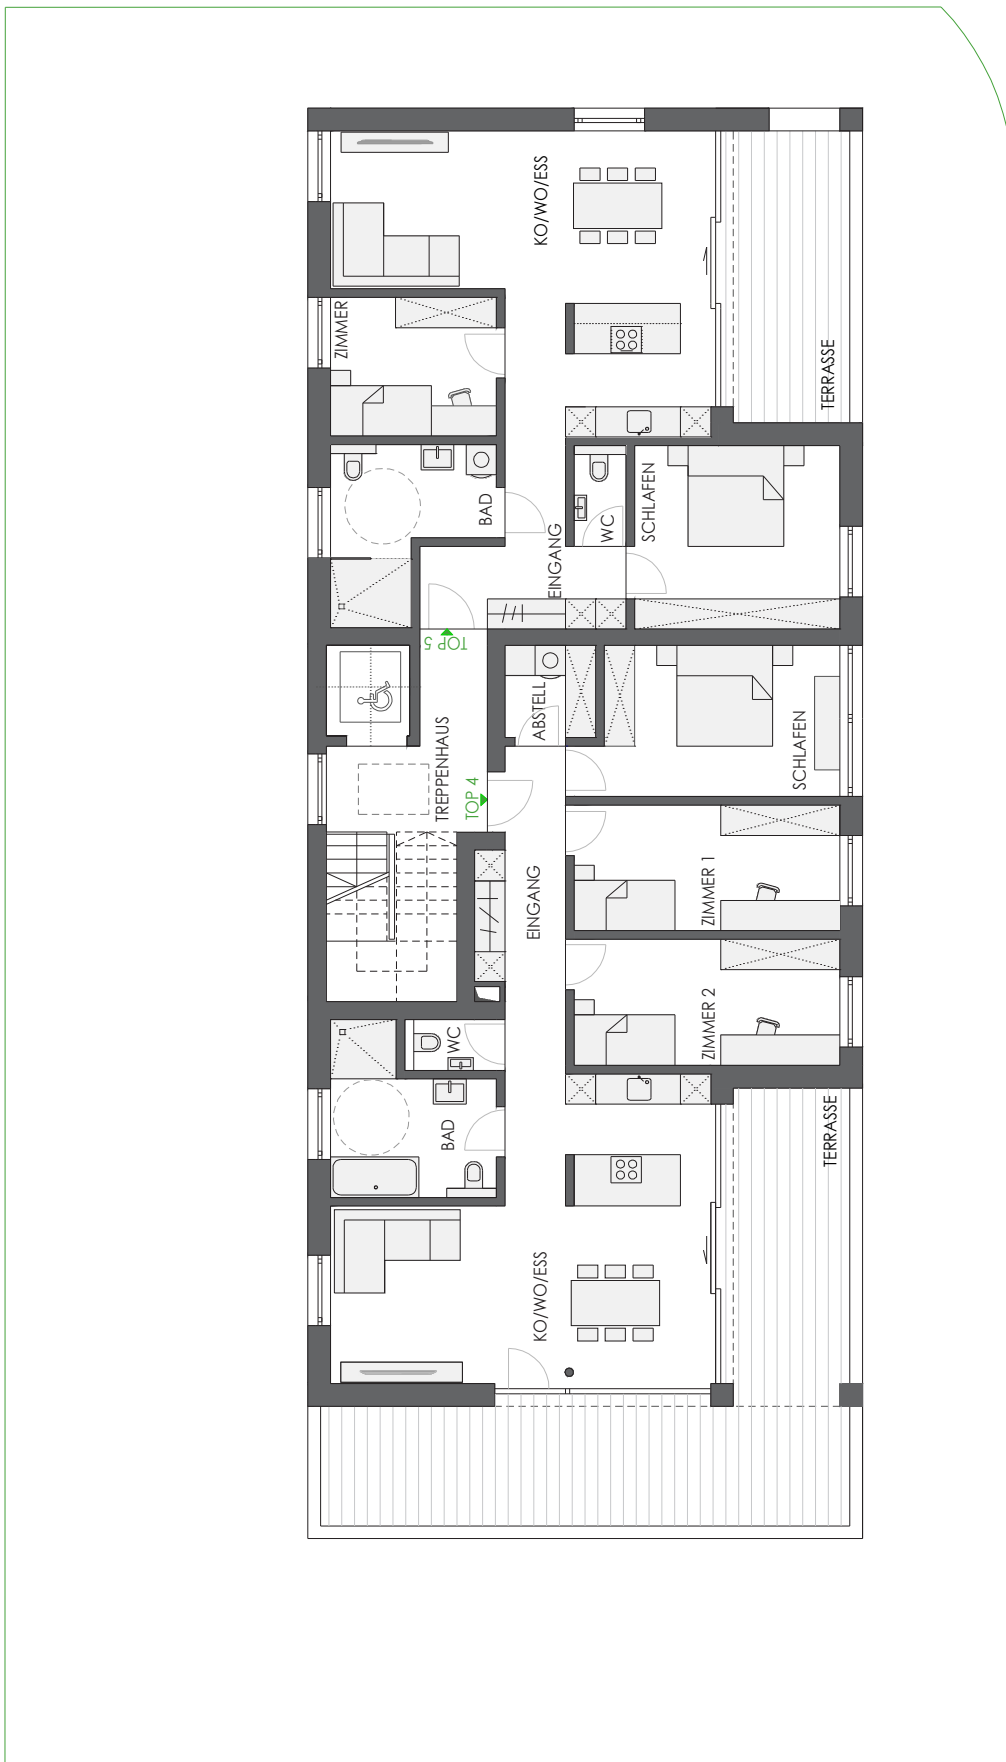 KO/WO/ESS
ZIMMER
TERRASSE
BAD
WC
SCHLAFEN
EINGANG
TOP 5
ABSTELL
TREPPENHAUS
SCHLAFEN
TOP 4
EINGANG
ZIMMER 1
ZIMMER 2
WC
BAD
TERRASSE
KO/WO/ESS